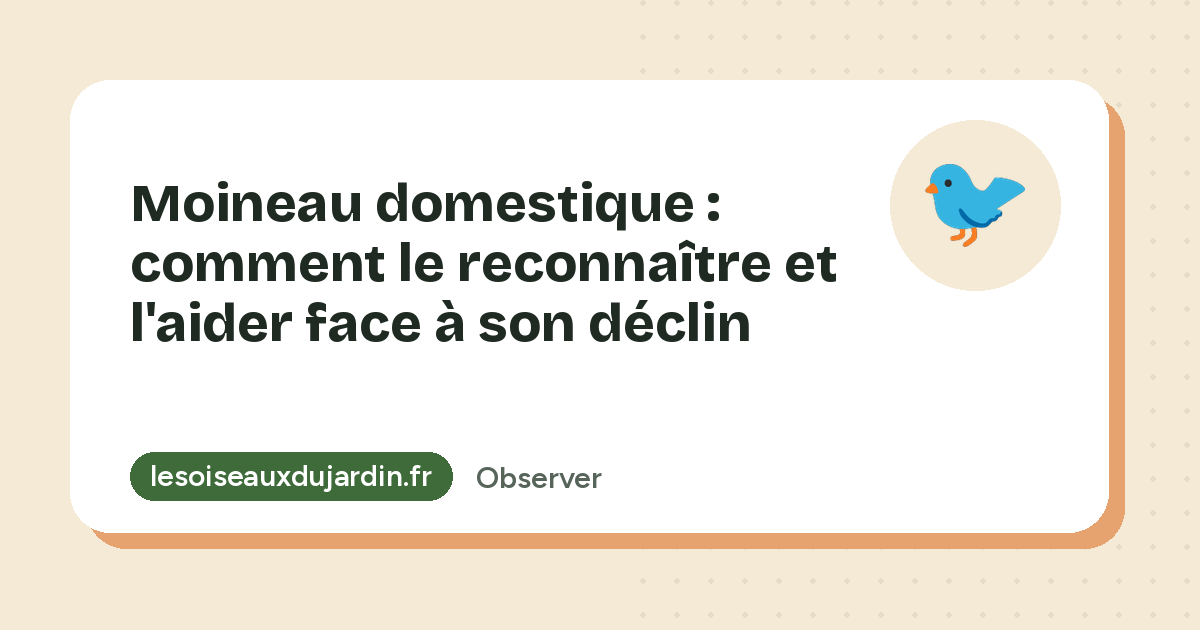 Moineau domestique :
comment le reconnaître et
l'aider face à son déclin
lesoiseauxdujardin.fr
Observer